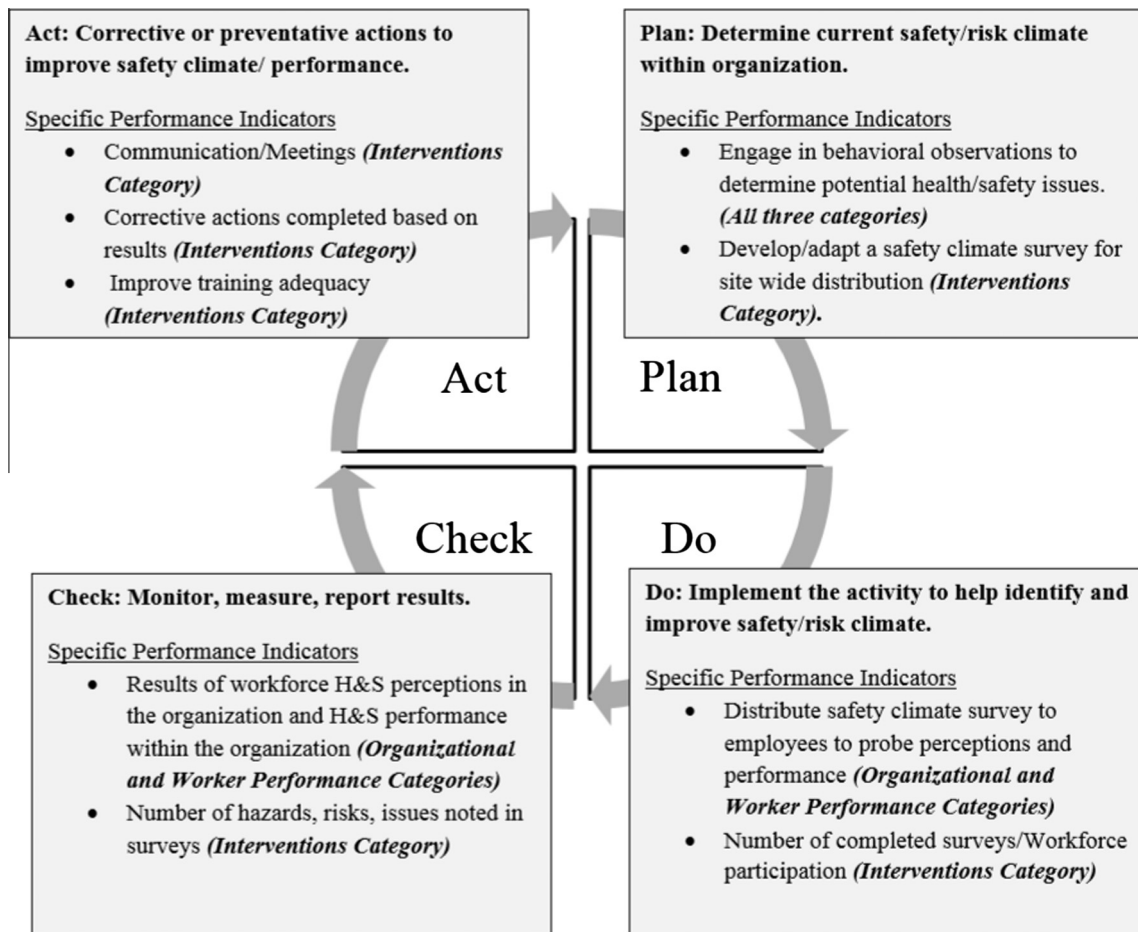 Act: Corrective or preventative actions to
improve safety climate/ performance.
Specific Performance Indicators
• Communication/Meetings (Interventions
Category)
• Corrective actions completed based on
results (Interventions Category)
• Improve training adequacy
(Interventions Category)
Plan: Determine current safety/risk climate
within organization.
Specific Performance Indicators
• Engage in behavioral observations to
determine potential health/safety issues.
(All three categories)
• Develop/adapt a safety climate survey for
site wide distribution (Interventions
Category).
Act
Plan
Check
Do
Check: Monitor, measure, report results.
Specific Performance Indicators
• Results of workforce H&S perceptions in
the organization and H&S performance
within the organization (Organizational
and Worker Performance Categories)
• Number of hazards, risks, issues noted in
surveys (Interventions Category)
Do: Implement the activity to help identify and
improve safety/risk climate.
Specific Performance Indicators
• Distribute safety climate survey to
employees to probe perceptions and
performance (Organizational and
Worker Performance Categories)
• Number of completed surveys/Workforce
participation (Interventions Category)